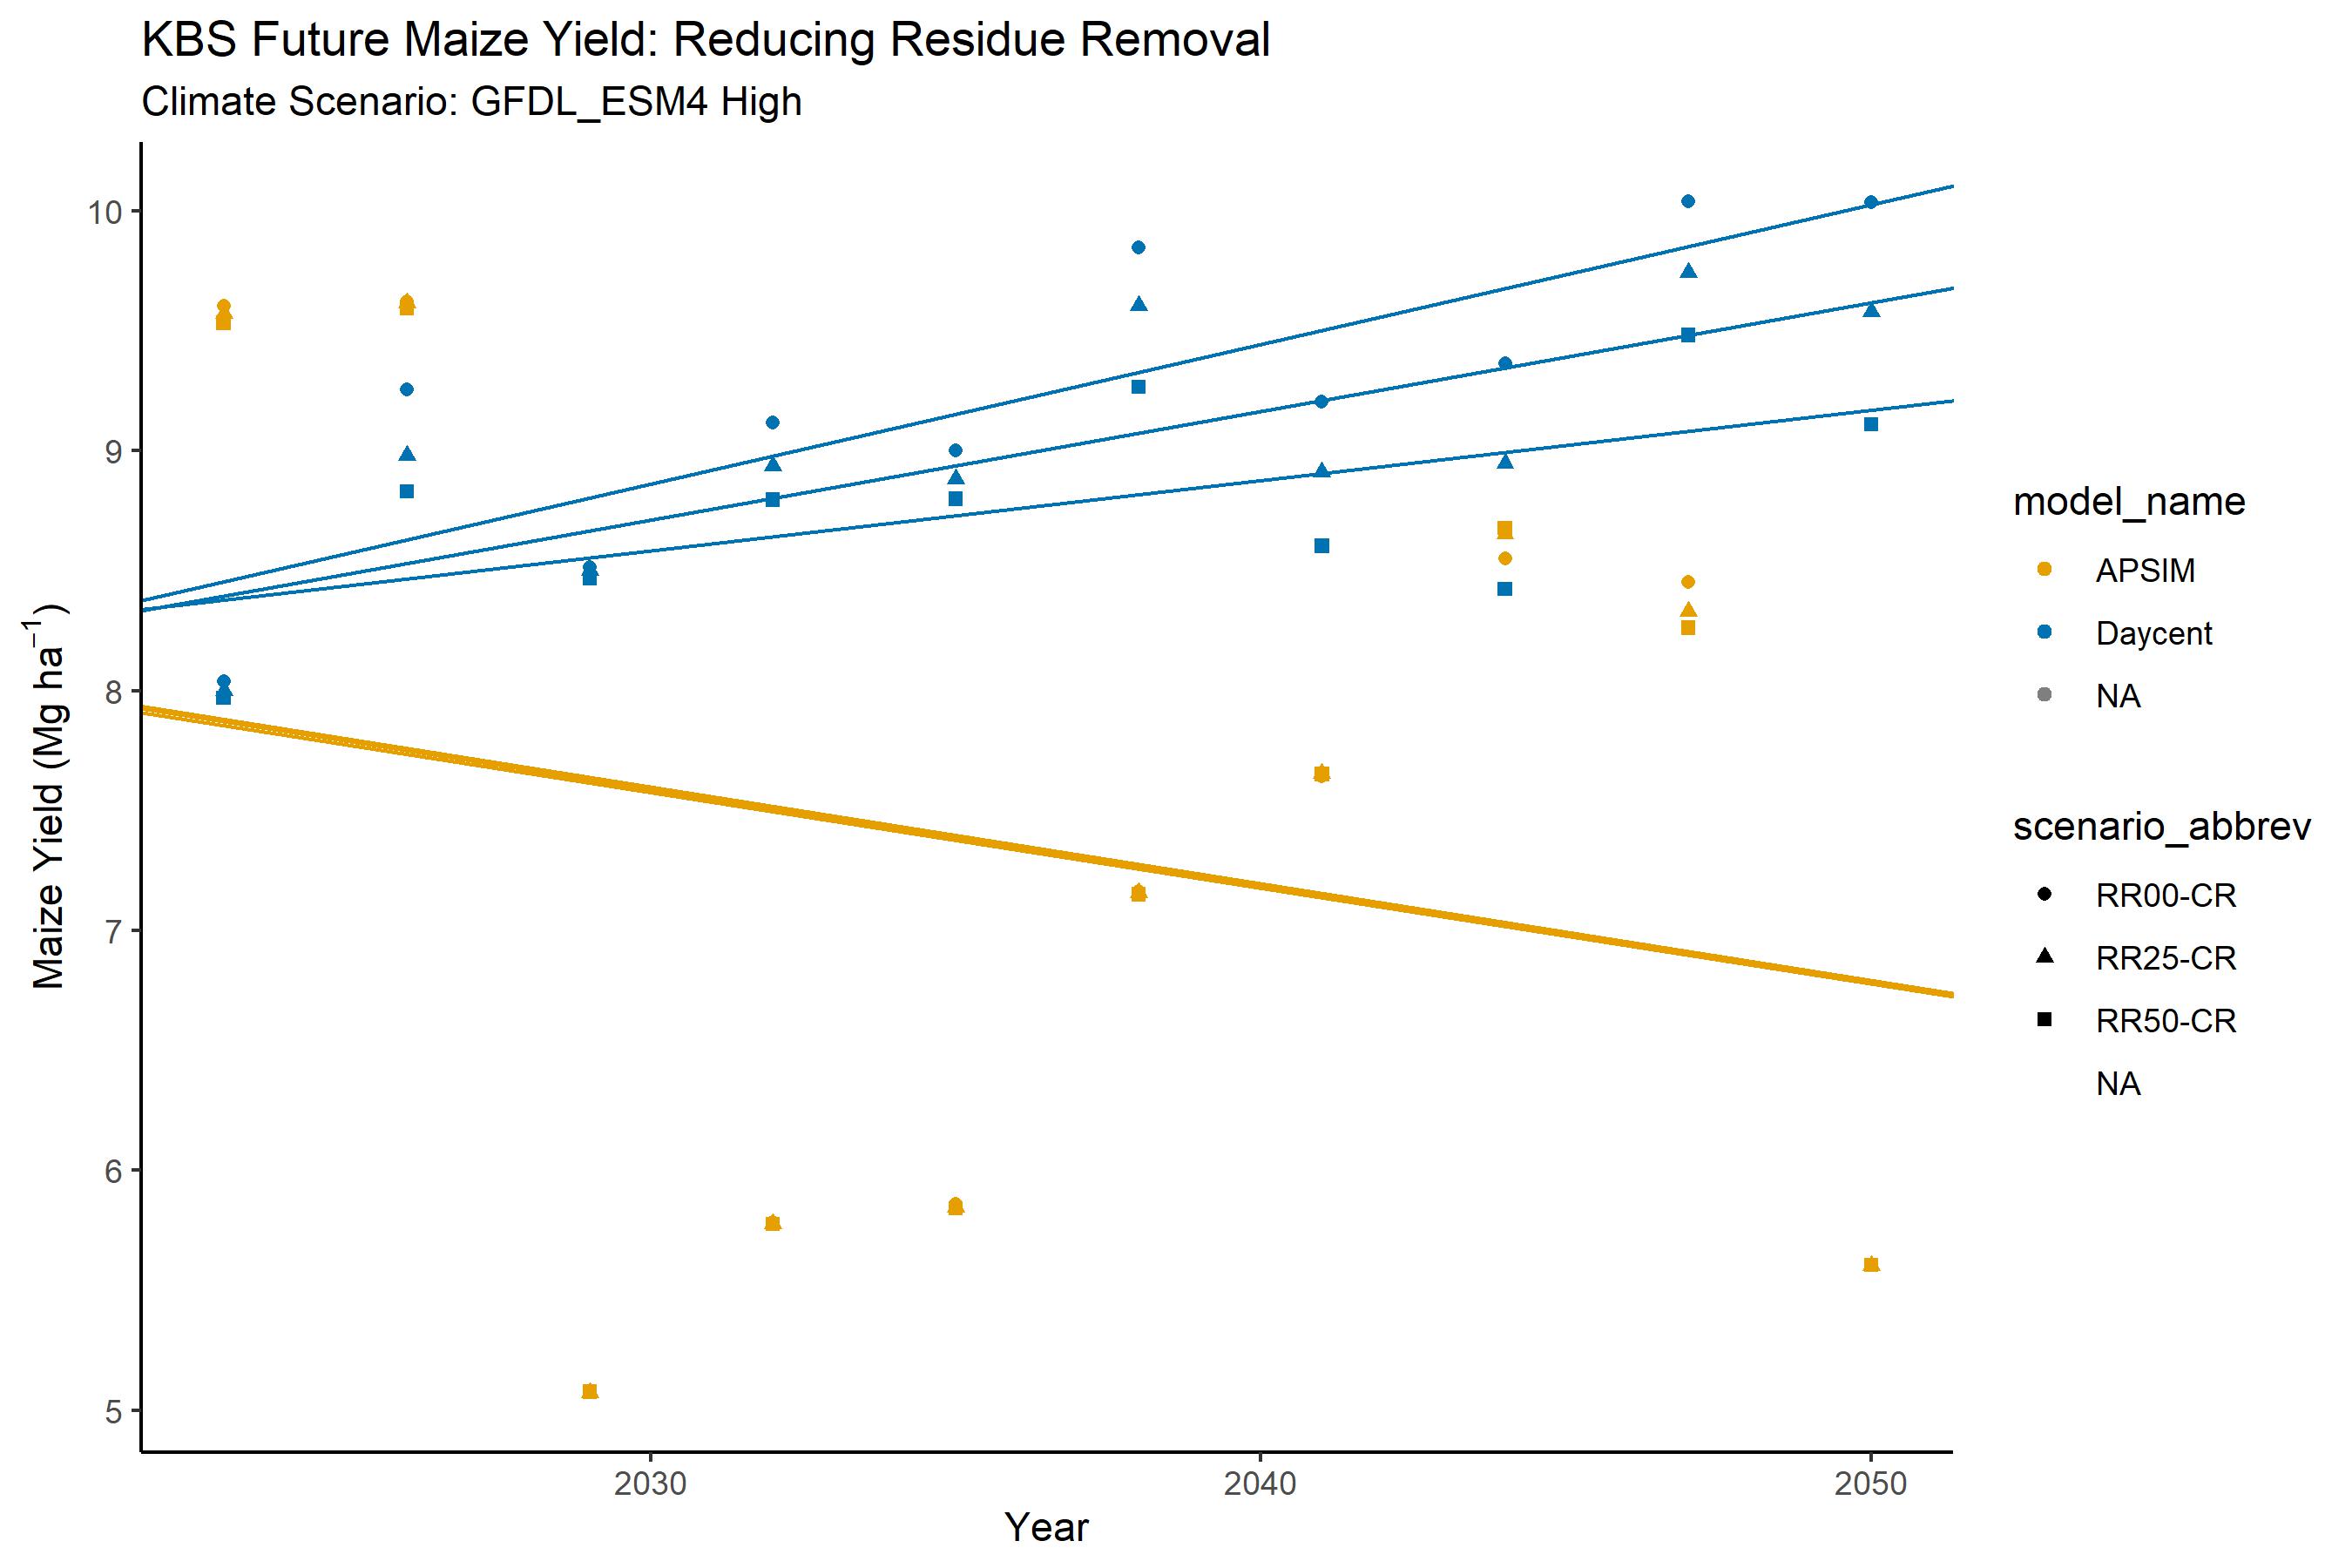 KBS Future Maize Yield: Reducing Residue Removal
Climate Scenario: GFDL_ESM4 High
Maize Yield (Mg ha⁻¹)
10
9
8
7
6
5
2030
2040
2050
Year
model_name
APSIM
Daycent
NA
scenario_abbrev
RR00-CR
RR25-CR
RR50-CR
NA